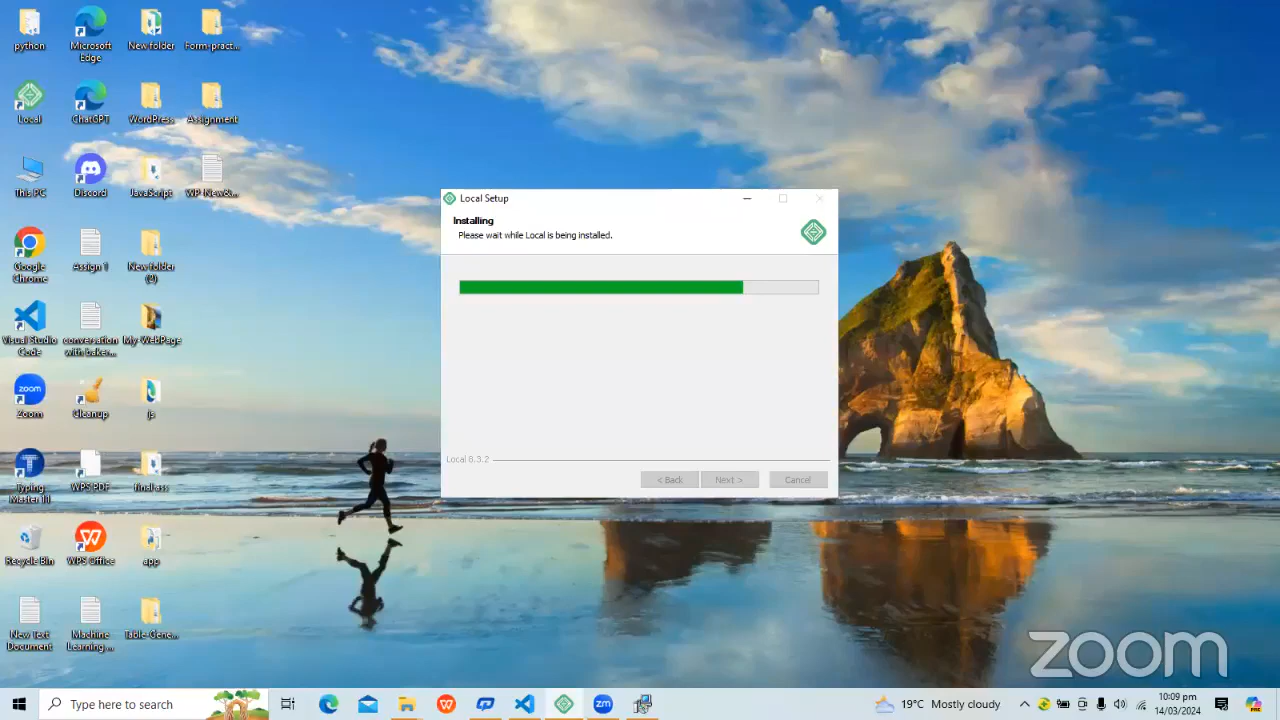 python
Microsoft
Edge
New folder
Form-pract...
Local
ChatGPT
WordPress
Assignment
This PC
Discord
JavaScript
WP New&...
Google
Chrome
Assign 1
New folder
(2)
Visual Studio
Code
conversation
with baker...
My-WebPage
Zoom
Cleanup
js
Typing
Master 11
WPS PDF
final ass
Recycle Bin
WPS Office
app
New Text
Document
Machine
Learning ...
Table-Gene...
Local Setup
Installing
Please wait while Local is being installed.
Local 8.3.2
< Back
Next >
Cancel
zoom
Type here to search
19°C Mostly cloudy
10:09 pm
14/03/2024